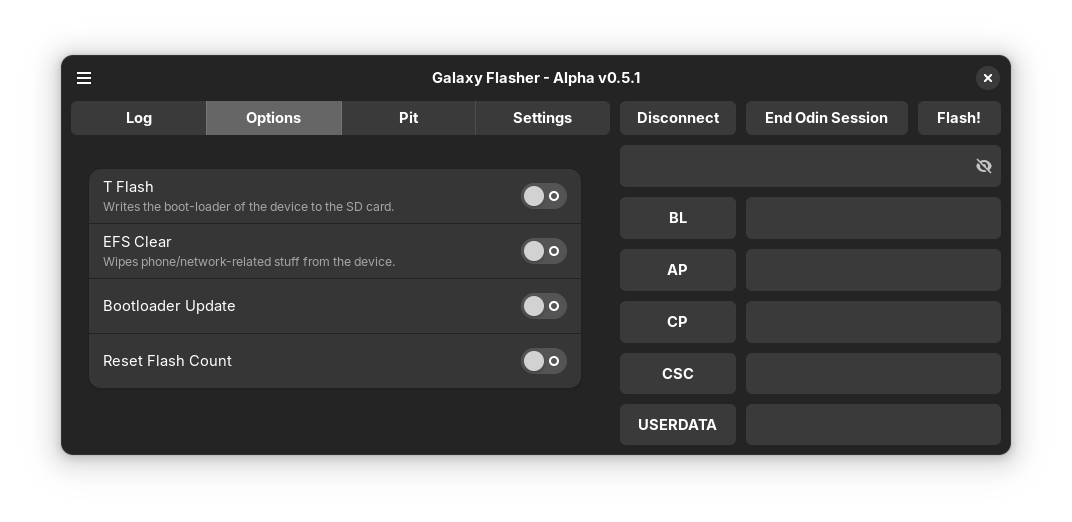 Galaxy Flasher - Alpha v0.5.1
Log
Options
Pit
Settings
Disconnect
End Odin Session
Flash!
T Flash
Writes the boot-loader of the device to the SD card.
EFS Clear
Wipes phone/network-related stuff from the device.
Bootloader Update
Reset Flash Count
BL
AP
CP
CSC
USERDATA